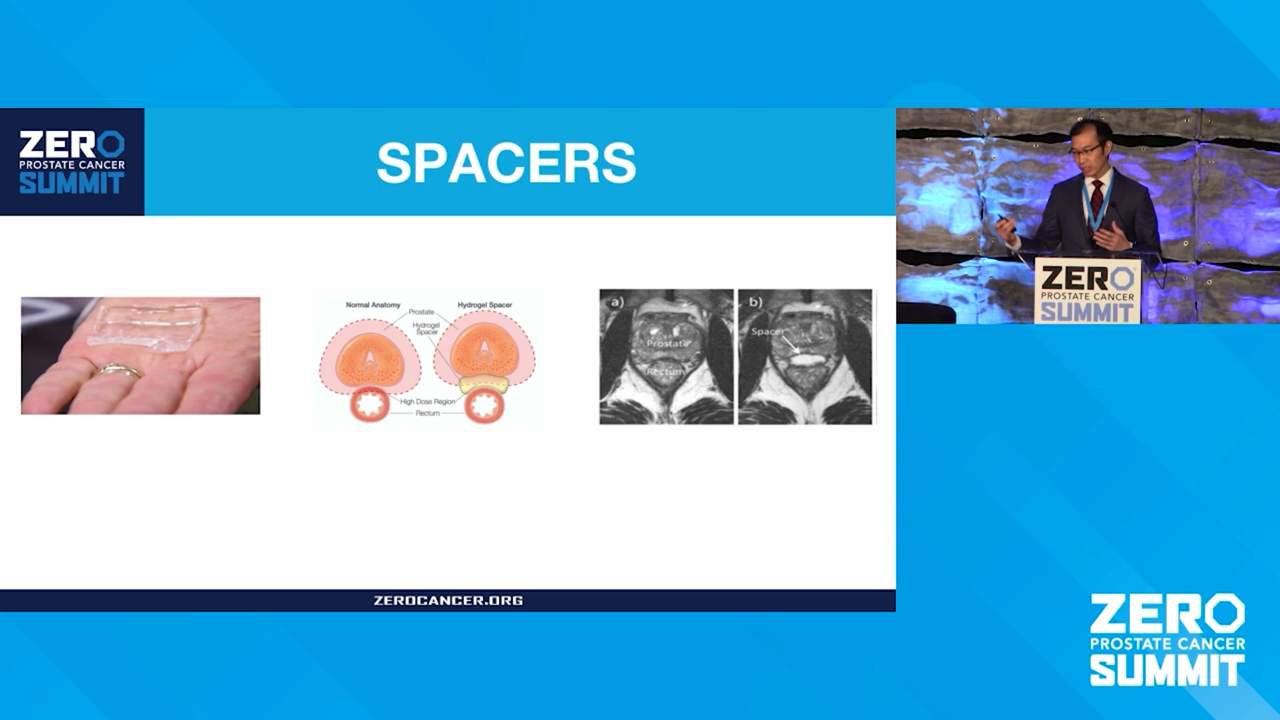 ZERO
PROSTATE CANCER
SUMMIT
SPACERS
Normal Anatomy
Hydrogel Spacer
Prostate
Hydrogel
Spacer
High Dose Region
Rectum
a)
Prostate
Rectum
b)
Spacer
ZEROCANCER.ORG
ZERO
PROSTATE CANCER
SUMMIT
ZERO
PROSTATE CANCER
SUMMIT